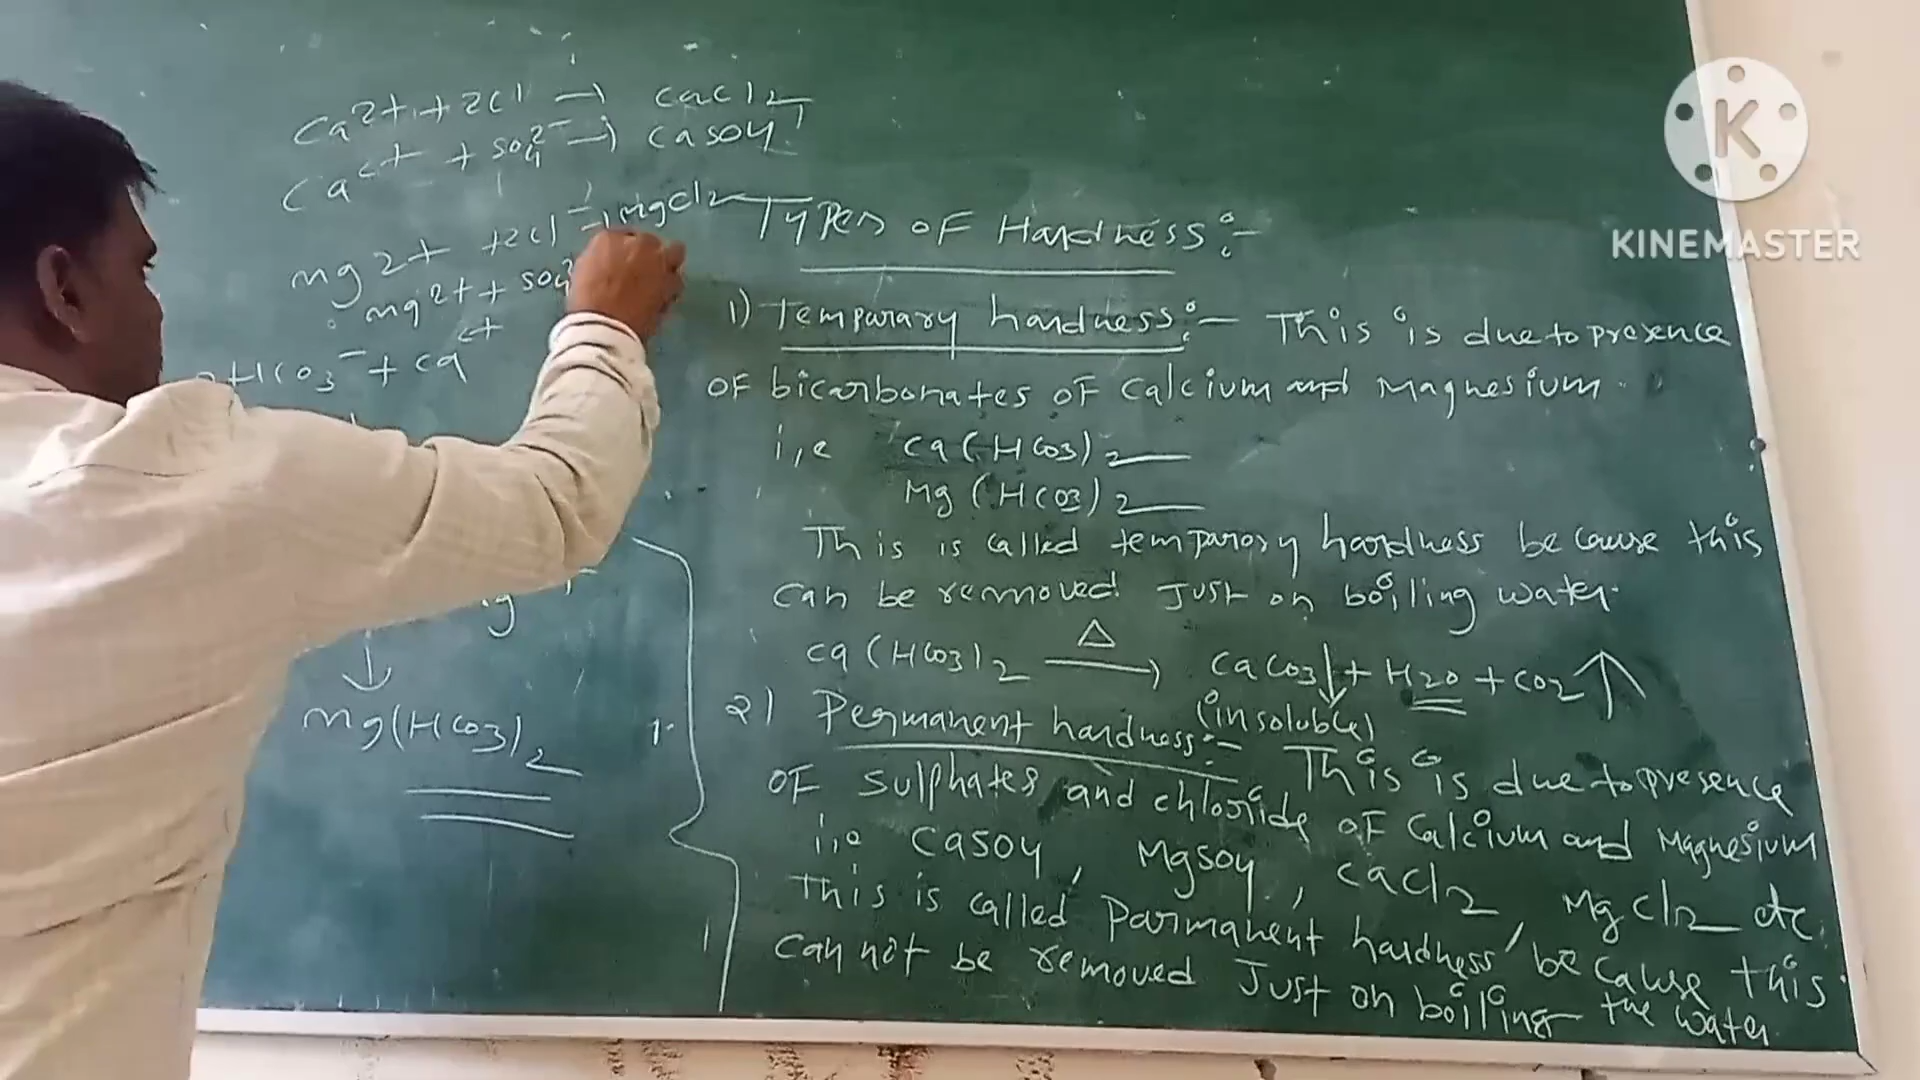 Ca2+ + 2Cl -> CaCl2
Ca2+ + SO4 2- -> CaSO4
Mg2+ + 2Cl -> MgCl2
Mg2+ + SO4 2
HCO3- + Ca2+
Mg(HCO3)2
Types of Hardness:-
1) Temparary hardness:- This is due to presence
of bicarbonates of Calcium and Magnesium.
i,e Ca(HCO3)2
Mg(HCO3)2
This is called temparary hardness because this
can be removed Just on boiling water.
Ca(HCO3)2 --Δ--> CaCO3↓ + H2O + CO2↑
(insoluble)
2) Permanent hardness:- This is due to presence
of sulphates and chloride of Calcium and Magnesium
i,e CaSO4, MgSO4, CaCl2, MgCl2 etc.
This is called Parmanent hardness because this
can not be removed Just on boiling the water.
K
KINEMASTER